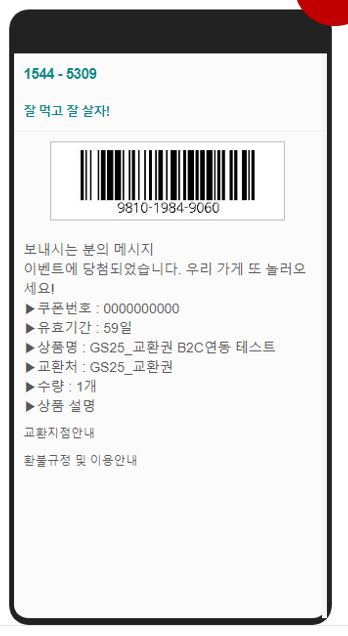 1544 - 5309
잘 먹고 잘 살자!
9810-1984-9060
보내시는 분의 메시지
이벤트에 당첨되었습니다. 우리 가게 또 놀러오
세요!
▶쿠폰번호 : 0000000000
▶유효기간 : 59일
▶상품명 : GS25_교환권 B2C연동 테스트
▶교환처 : GS25_교환권
▶수량 : 1개
▶상품 설명
교환지점안내
환불규정 및 이용안내